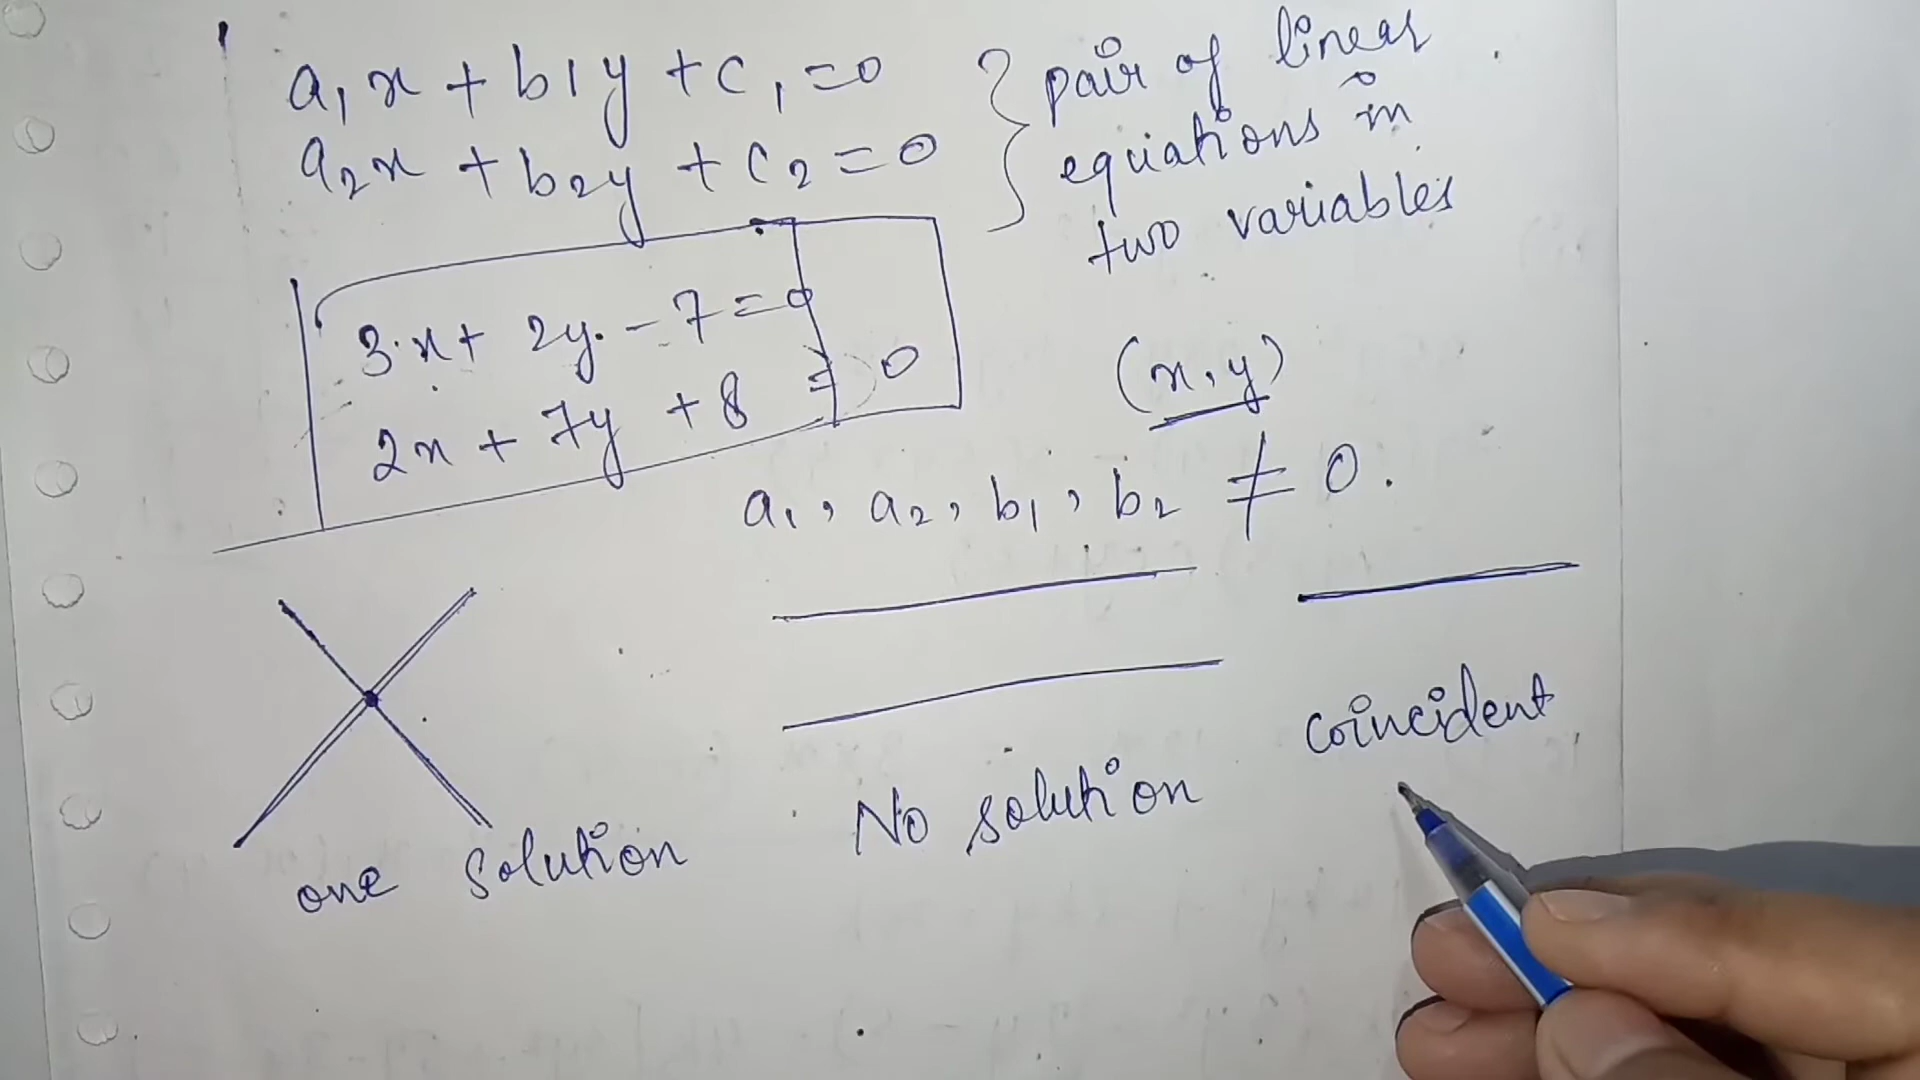 a₁x + b1y + c₁ = 0
a₂x + b₂y + c₂ = 0
pair of linear
equations in
two variables
3x + 2y - 7 = 0
2x + 7y + 8 = 0
(x, y)
a₁, a₂, b₁, b₂ ≠ 0.
one solution
No solution
coincident